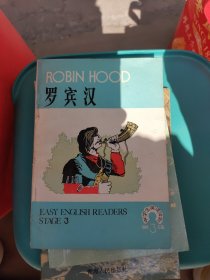 ROBIN HOOD
罗宾汉
EASY ENGLISH READERS
STAGE 3